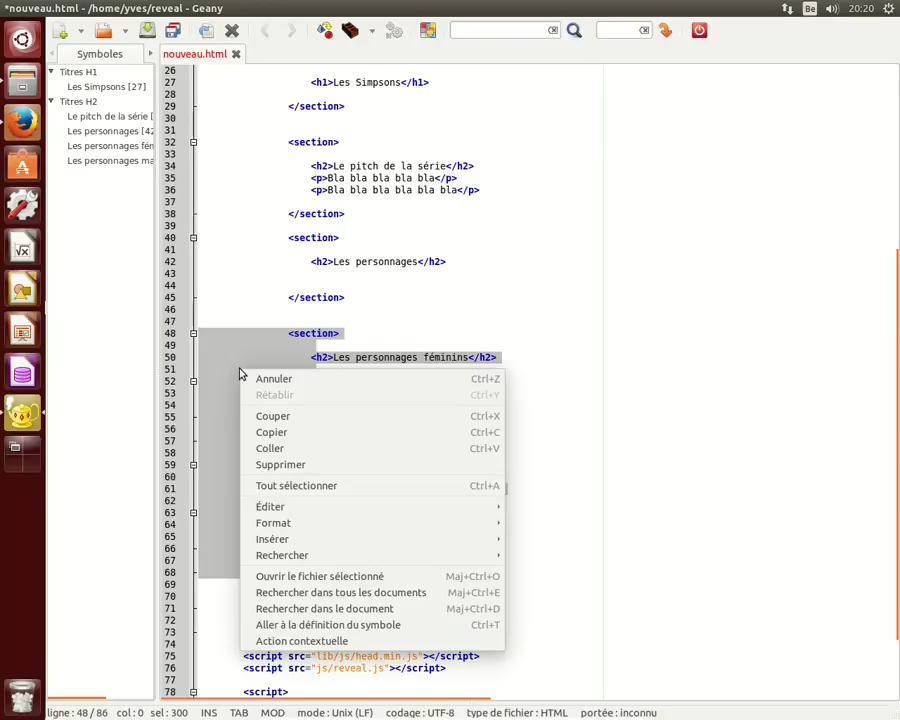 *nouveau.html - /home/yves/reveal - Geany
Be
20:20
Symboles
nouveau.html
Titres H1
Les Simpsons [27]
Titres H2
Le pitch de la série [
Les personnages [42
Les personnages fén
Les personnages ma
26
27 <h1>Les Simpsons</h1>
28
29 </section>
30
31
32 <section>
33
34 <h2>Le pitch de la série</h2>
35 <p>Bla bla bla bla bla</p>
36 <p>Bla bla bla bla bla bla</p>
37
38 </section>
39
40 <section>
41
42 <h2>Les personnages</h2>
43
44
45 </section>
46
47
48 <section>
49
50 <h2>Les personnages féminins</h2>
51
52
53
54
55
56
57
58
59
60
61
62
63
64
65
66
67
68
69
70
71
72
73
74
75 <script src="lib/js/head.min.js"></script>
76 <script src="js/reveal.js"></script>
77
78 <script>
Annuler Ctrl+Z
Rétablir Ctrl+Y
Couper Ctrl+X
Copier Ctrl+C
Coller Ctrl+V
Supprimer
Tout sélectionner Ctrl+A
Éditer
Format
Insérer
Rechercher
Ouvrir le fichier sélectionné Maj+Ctrl+O
Rechercher dans tous les documents Maj+Ctrl+E
Rechercher dans le document Maj+Ctrl+D
Aller à la définition du symbole Ctrl+T
Action contextuelle
ligne : 48 / 86 col : 0 sel : 300 INS TAB MOD mode : Unix (LF) codage : UTF-8 type de fichier : HTML portée : inconnu